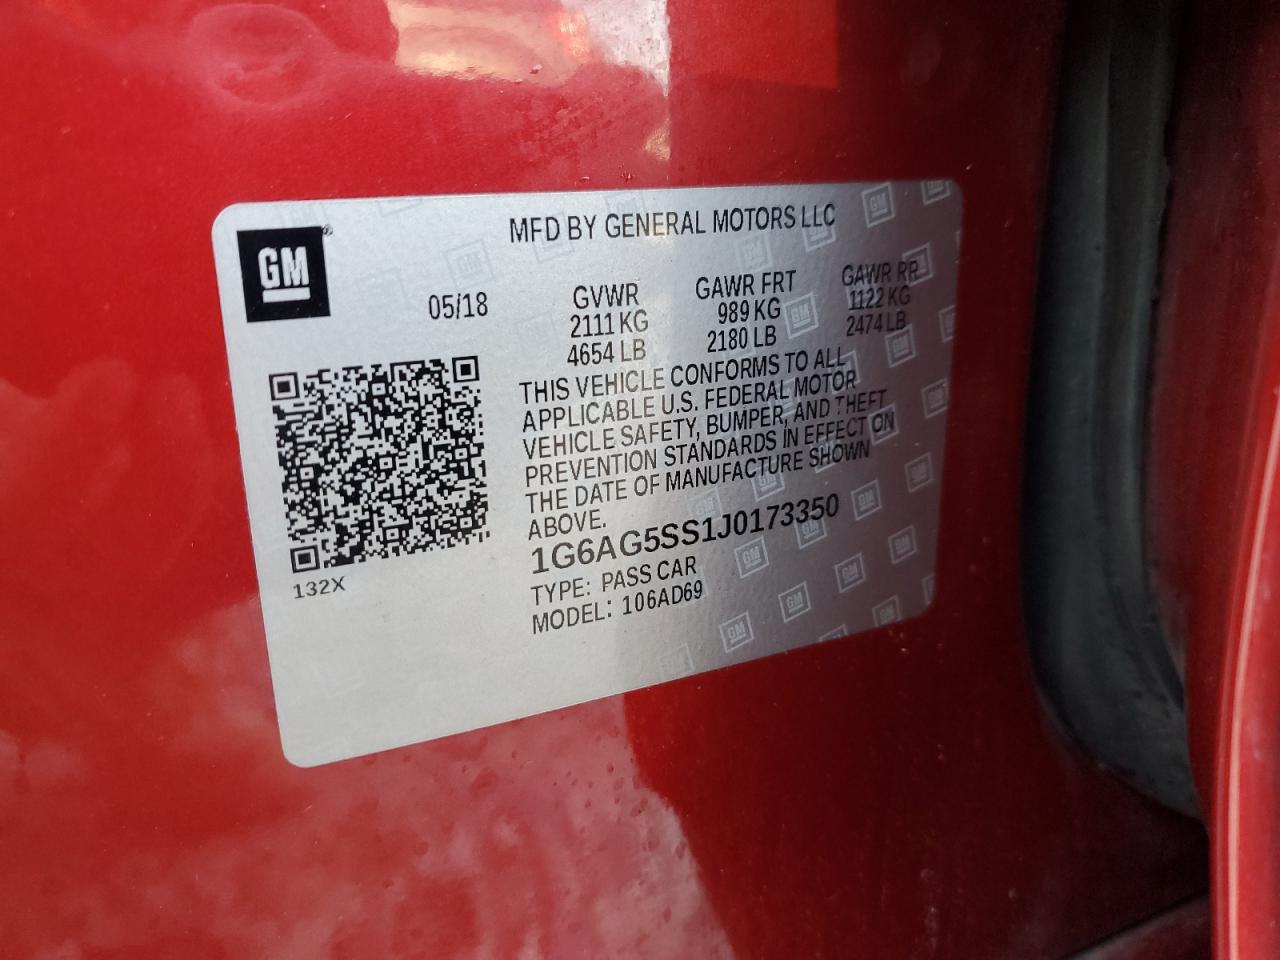 MFD BY GENERAL MOTORS LLC
GM®
05/18
GVWR
2111 KG
4654 LB
GAWR FRT
989 KG
2180 LB
GAWR RR
1122 KG
2474 LB
THIS VEHICLE CONFORMS TO ALL
APPLICABLE U.S. FEDERAL MOTOR
VEHICLE SAFETY, BUMPER, AND THEFT
PREVENTION STANDARDS IN EFFECT ON
THE DATE OF MANUFACTURE SHOWN
ABOVE.
1G6AG5SS1J0173350
TYPE: PASS CAR
MODEL: 106AD69
132X